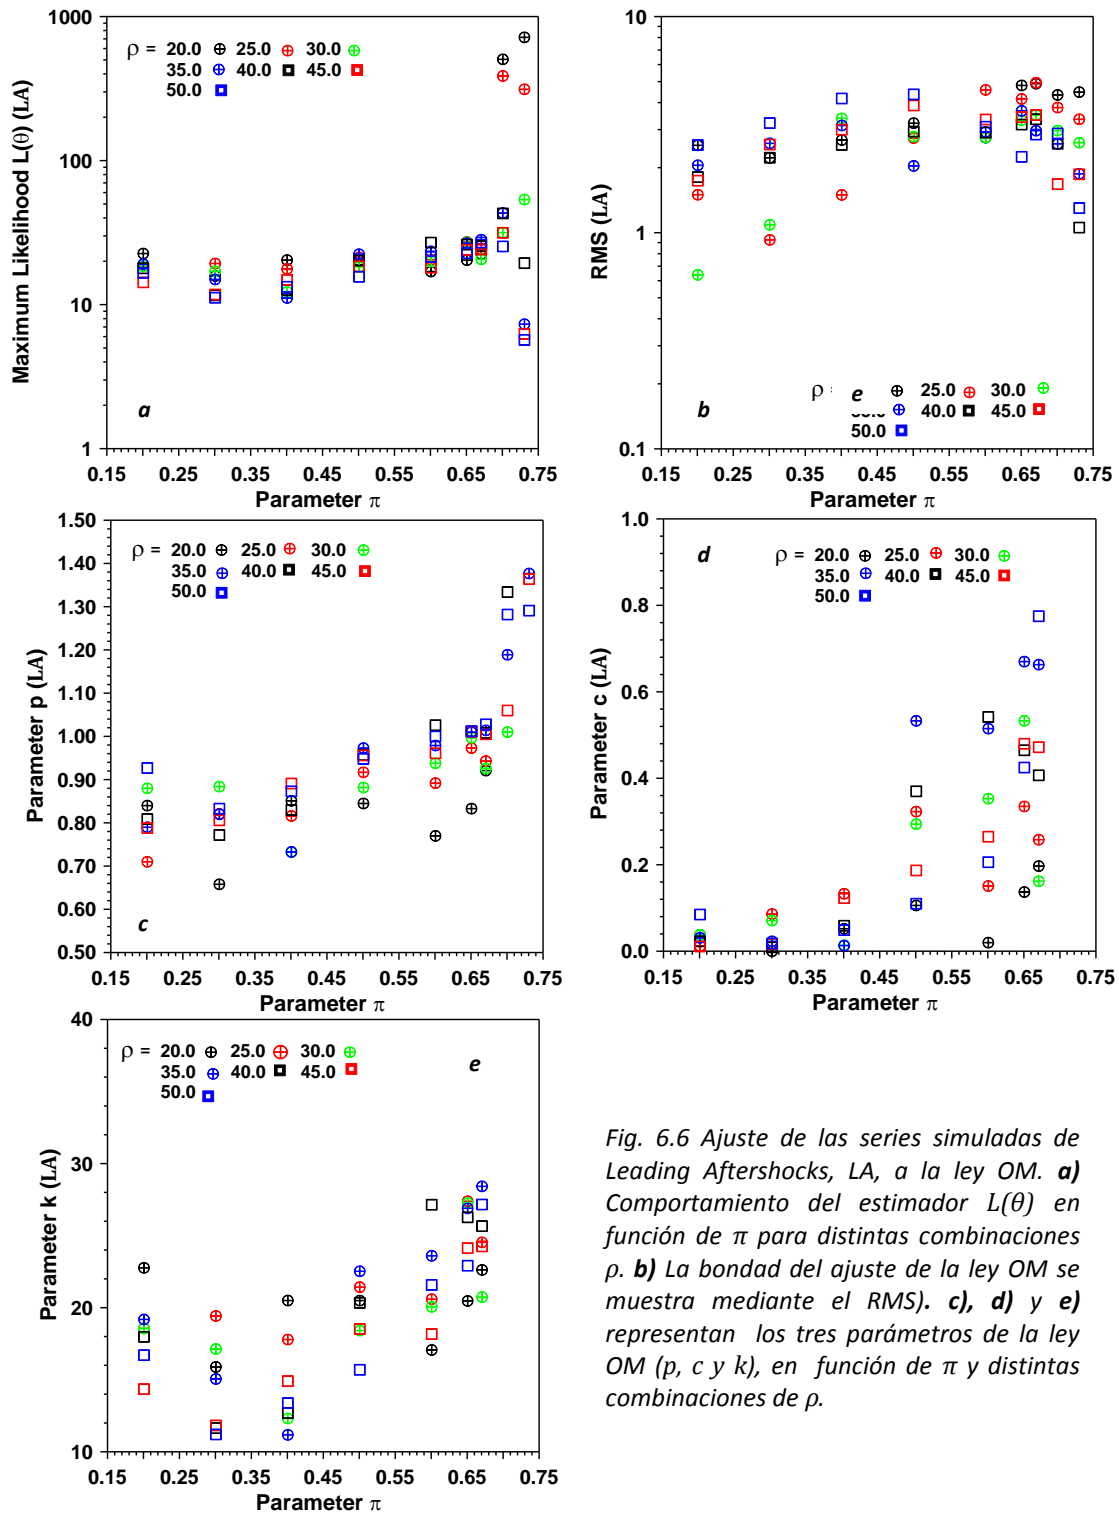 1000
100
10
1
Maximum Likelihood L(θ) (LA)
ρ = 20.0 25.0 30.0
35.0 40.0 45.0
50.0
a
0.15 0.25 0.35 0.45 0.55 0.65 0.75
Parameter π
10
1
0.1
RMS (LA)
ρ : e 25.0 30.0
40.0 45.0
50.0
b
0.15 0.25 0.35 0.45 0.55 0.65 0.75
Parameter π
1.50
1.40
1.30
1.20
1.10
1.00
0.90
0.80
0.70
0.60
0.50
Parameter p (LA)
ρ = 20.0 25.0 30.0
35.0 40.0 45.0
50.0
c
0.15 0.25 0.35 0.45 0.55 0.65 0.75
Parameter π
1.0
0.8
0.6
0.4
0.2
0.0
Parameter c (LA)
d
ρ = 20.0 25.0 30.0
35.0 40.0 45.0
50.0
0.15 0.25 0.35 0.45 0.55 0.65 0.75
Parameter π
40
30
20
10
Parameter k (LA)
ρ = 20.0 25.0 30.0
35.0 40.0 45.0
50.0
e
0.15 0.25 0.35 0.45 0.55 0.65 0.75
Parameter π
Fig. 6.6 Ajuste de las series simuladas de
Leading Aftershocks, LA, a la ley OM. a)
Comportamiento del estimador L(θ) en
función de π para distintas combinaciones
ρ. b) La bondad del ajuste de la ley OM se
muestra mediante el RMS). c), d) y e)
representan los tres parámetros de la ley
OM (p, c y k), en función de π y distintas
combinaciones de ρ.